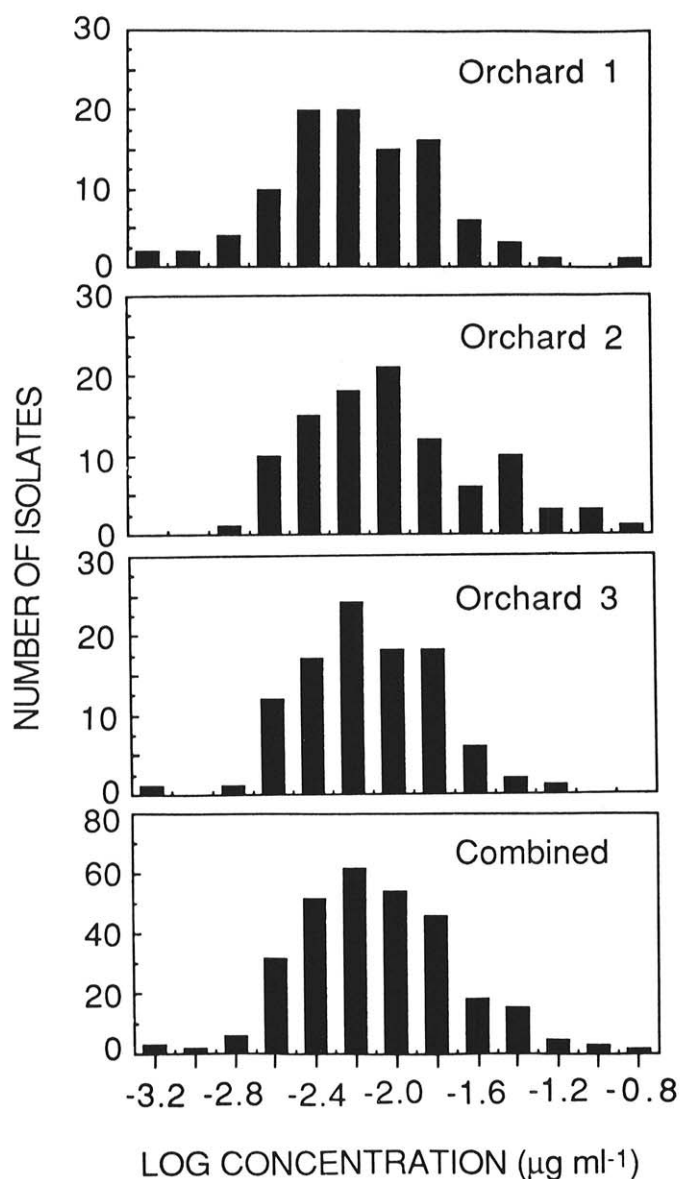 30
20
10
0
Orchard 1
30
20
10
0
Orchard 2
30
20
10
0
Orchard 3
80
60
40
20
0
Combined
-3.2 -2.8 -2.4 -2.0 -1.6 -1.2 -0.8
NUMBER OF ISOLATES
LOG CONCENTRATION (µg ml-1)